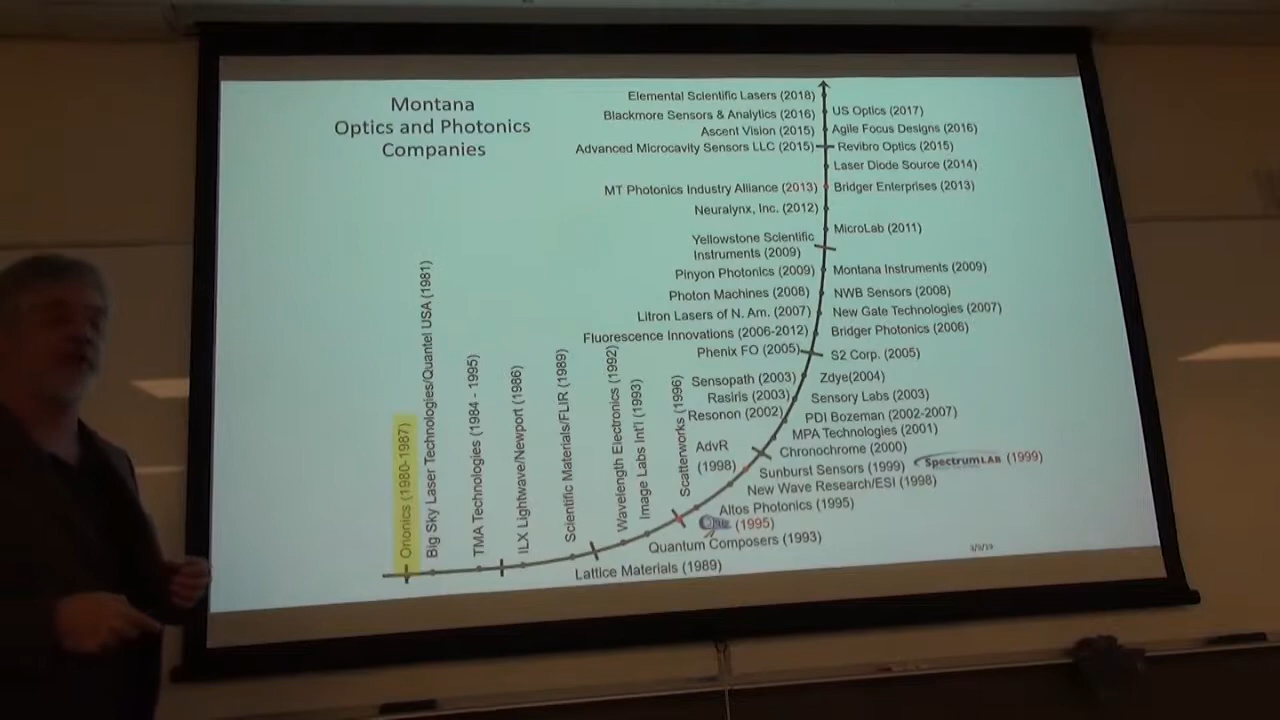 Montana
Optics and Photonics
Companies
Elemental Scientific Lasers (2018)
US Optics (2017)
Blackmore Sensors & Analytics (2016)
Agile Focus Designs (2016)
Ascent Vision (2015)
Advanced Microcavity Sensors LLC (2015)
Revibro Optics (2015)
Laser Diode Source (2014)
MT Photonics Industry Alliance (2013)
Bridger Enterprises (2013)
Neuralynx, Inc. (2012)
MicroLab (2011)
Yellowstone Scientific
Instruments (2009)
Pinyon Photonics (2009)
Montana Instruments (2009)
Photon Machines (2008)
NWB Sensors (2008)
Litron Lasers of N. Am. (2007)
New Gate Technologies (2007)
Fluorescence Innovations (2006-2012)
Bridger Photonics (2006)
Phenix FO (2005)
S2 Corp. (2005)
Sensopath (2003)
Zdye(2004)
Rasiris (2003)
Sensory Labs (2003)
Resonon (2002)
PDI Bozeman (2002-2007)
MPA Technologies (2001)
AdvR
(1998)
Chronochrome (2000)
Sunburst Sensors (1999)
SpectrumLAB (1999)
New Wave Research/ESI (1998)
Scatterworks (1996)
Altos Photonics (1995)
(1995)
Image Labs Int'l (1993)
Quantum Composers (1993)
Wavelength Electronics (1992)
Scientific Materials/FLIR (1989)
Lattice Materials (1989)
ILX Lightwave/Newport (1986)
TMA Technologies (1984 - 1995)
Big Sky Laser Technologies/Quantel USA (1981)
Orionics (1980-1987)